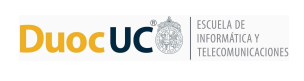 DuocUC®
ESCUELA DE
INFORMÁTICA Y
TELECOMUNICACIONES